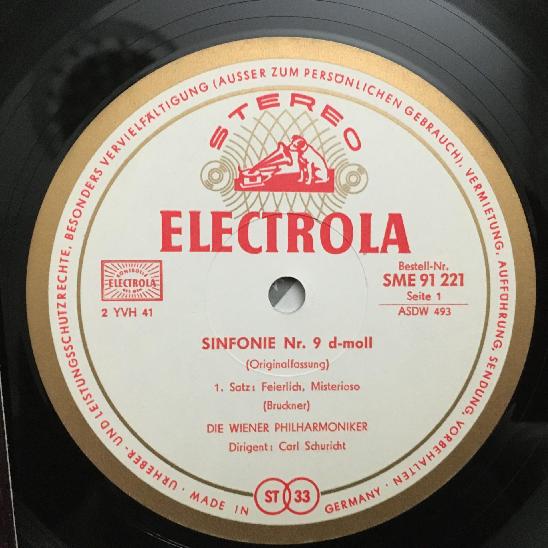 URHEBER- UND LEISTUNGSSCHUTZRECHTE, BESONDERS VERVIELFÄLTIGUNG (AUSSER ZUM PERSÖNLICHEN GEBRAUCH), VERMIETUNG, AUFFÜHRUNG, SENDUNG, VORBEHALTEN · MADE IN GERMANY ·
STEREO
ELECTROLA
ELECTROLA
2 YVH 41
Bestell-Nr.
SME 91 221
Seite 1
ASDW 493
SINFONIE Nr. 9 d-moll
(Originalfassung)
1. Satz: Feierlich, Misterioso
(Bruckner)
DIE WIENER PHILHARMONIKER
Dirigent: Carl Schuricht
ST 33